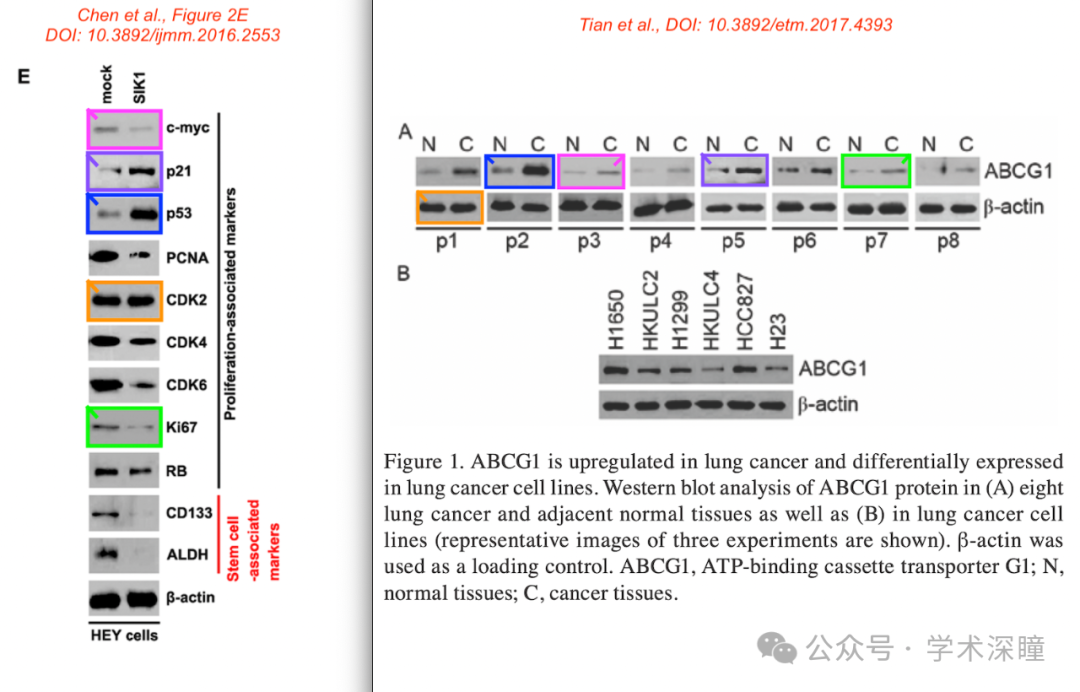 Chen et al., Figure 2E
DOI: 10.3892/ijmm.2016.2553
E
mock
SIK1
c-myc
p21
p53
PCNA
CDK2
CDK4
CDK6
Ki67
RB
CD133
ALDH
β-actin
Proliferation-associated markers
Stem cell
-associated
markers
HEY cells
Tian et al., DOI: 10.3892/etm.2017.4393
A
N C N C N C N C N C N C N C N C
ABCG1
β-actin
p1 p2 p3 p4 p5 p6 p7 p8
B
H1650
HKULC2
H1299
HKULC4
HCC827
H23
ABCG1
β-actin
Figure 1. ABCG1 is upregulated in lung cancer and differentially expressed
in lung cancer cell lines. Western blot analysis of ABCG1 protein in (A) eight
lung cancer and adjacent normal tissues as well as (B) in lung cancer cell
lines (representative images of three experiments are shown). β-actin was
used as a loading control. ABCG1, ATP-binding cassette transporter G1; N,
normal tissues; C, cancer tissues.
公众号 · 学术深瞳